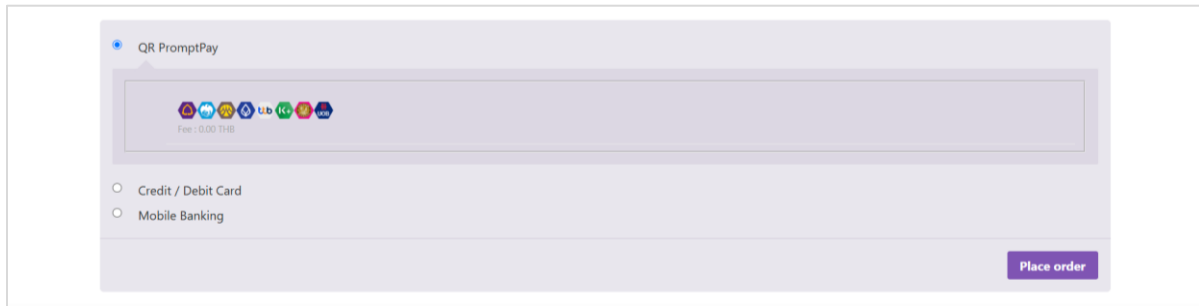 QR PromptPay
Fee : 0.00 THB
Credit / Debit Card
Mobile Banking
Place order